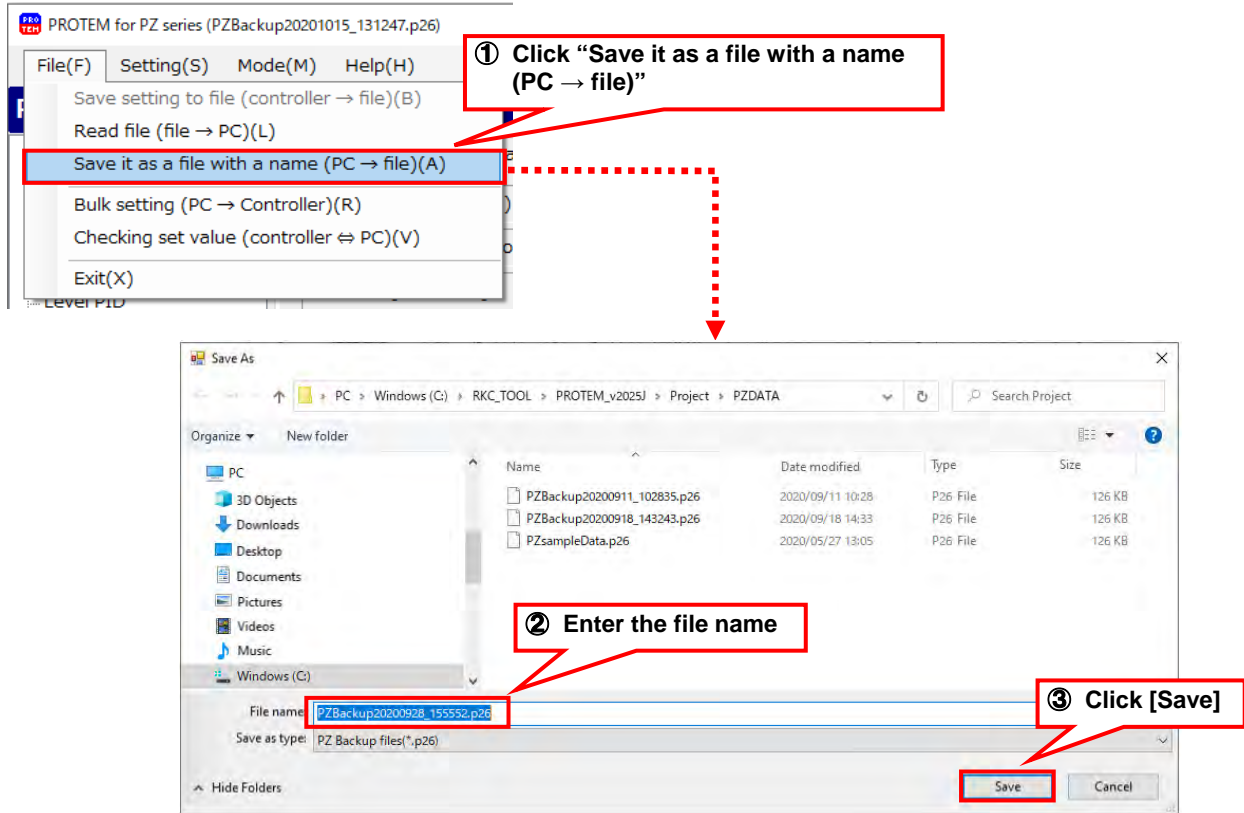 PRO
TEM
PROTEM for PZ series (PZBackup20201015_131247.p26)
File(F) Setting(S) Mode(M) Help(H)
① Click “Save it as a file with a name
(PC → file)”
Save setting to file (controller → file)(B)
Read file (file → PC)(L)
Save it as a file with a name (PC → file)(A)
Bulk setting (PC → Controller)(R)
Checking set value (controller ⇔ PC)(V)
Exit(X)
Level PID
Save As
PC > Windows (C:) > RKC_TOOL > PROTEM_v2025J > Project > PZDATA
Search Project
Organize New folder
PC
3D Objects
Downloads
Desktop
Documents
Pictures
Videos
Music
Windows (C:)
Name Date modified Type Size
PZBackup20200911_102835.p26 2020/09/11 10:28 P26 File 126 KB
PZBackup20200918_143243.p26 2020/09/18 14:33 P26 File 126 KB
PZsampleData.p26 2020/05/27 13:05 P26 File 126 KB
② Enter the file name
③ Click [Save]
File name: PZBackup20200928_155552.p26
Save as type: PZ Backup files(*.p26)
Hide Folders
Save Cancel